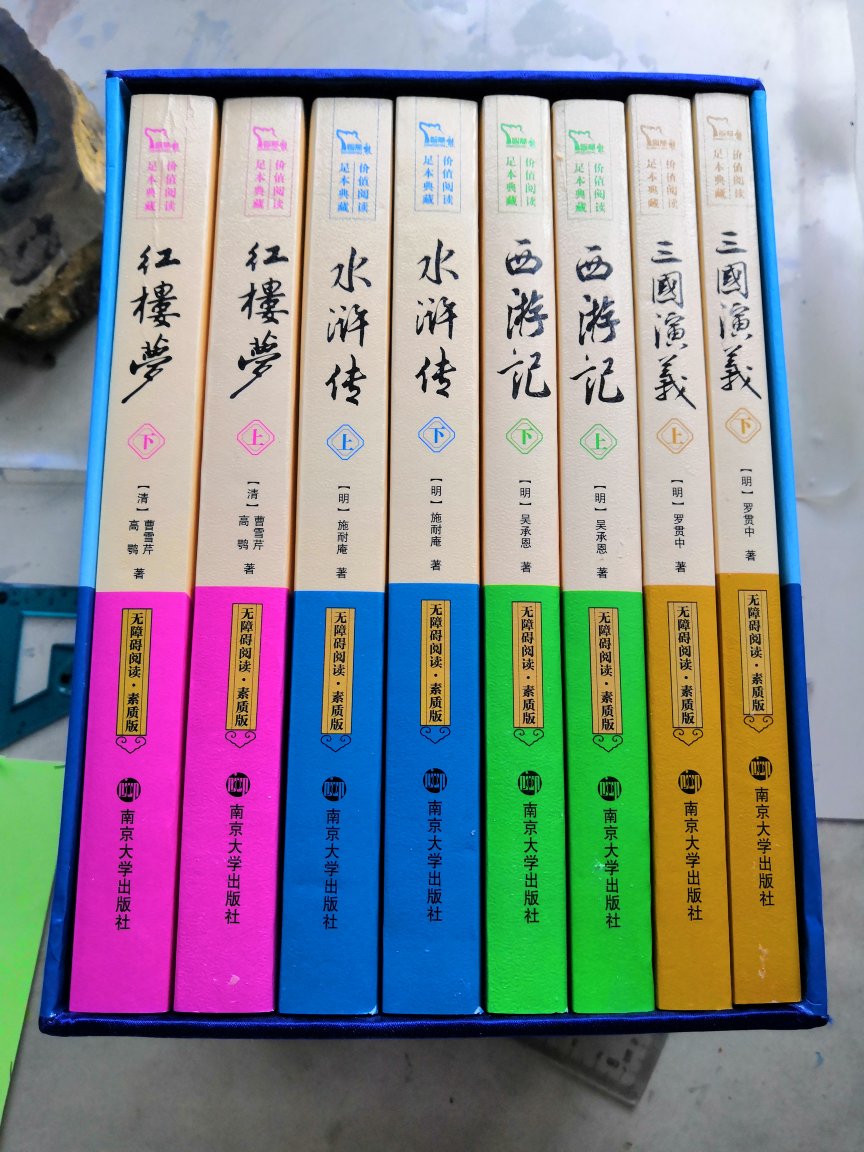 价值阅读
足本典藏
红樓夢
下
【清】
曹雪芹
高鹗 著
无障碍阅读·素质版
南京大学出版社
价值阅读
足本典藏
红樓夢
上
【清】
曹雪芹
高鹗 著
无障碍阅读·素质版
南京大学出版社
价值阅读
足本典藏
水浒传
上
【明】施耐庵 著
无障碍阅读·素质版
南京大学出版社
价值阅读
足本典藏
水浒传
下
【明】施耐庵 著
无障碍阅读·素质版
南京大学出版社
价值阅读
足本典藏
西游记
下
【明】吴承恩 著
无障碍阅读·素质版
南京大学出版社
价值阅读
足本典藏
西游记
上
【明】吴承恩 著
无障碍阅读·素质版
南京大学出版社
价值阅读
足本典藏
三國演義
上
【明】罗贯中 著
无障碍阅读·素质版
南京大学出版社
价值阅读
足本典藏
三國演義
下
【明】罗贯中 著
无障碍阅读·素质版
南京大学出版社